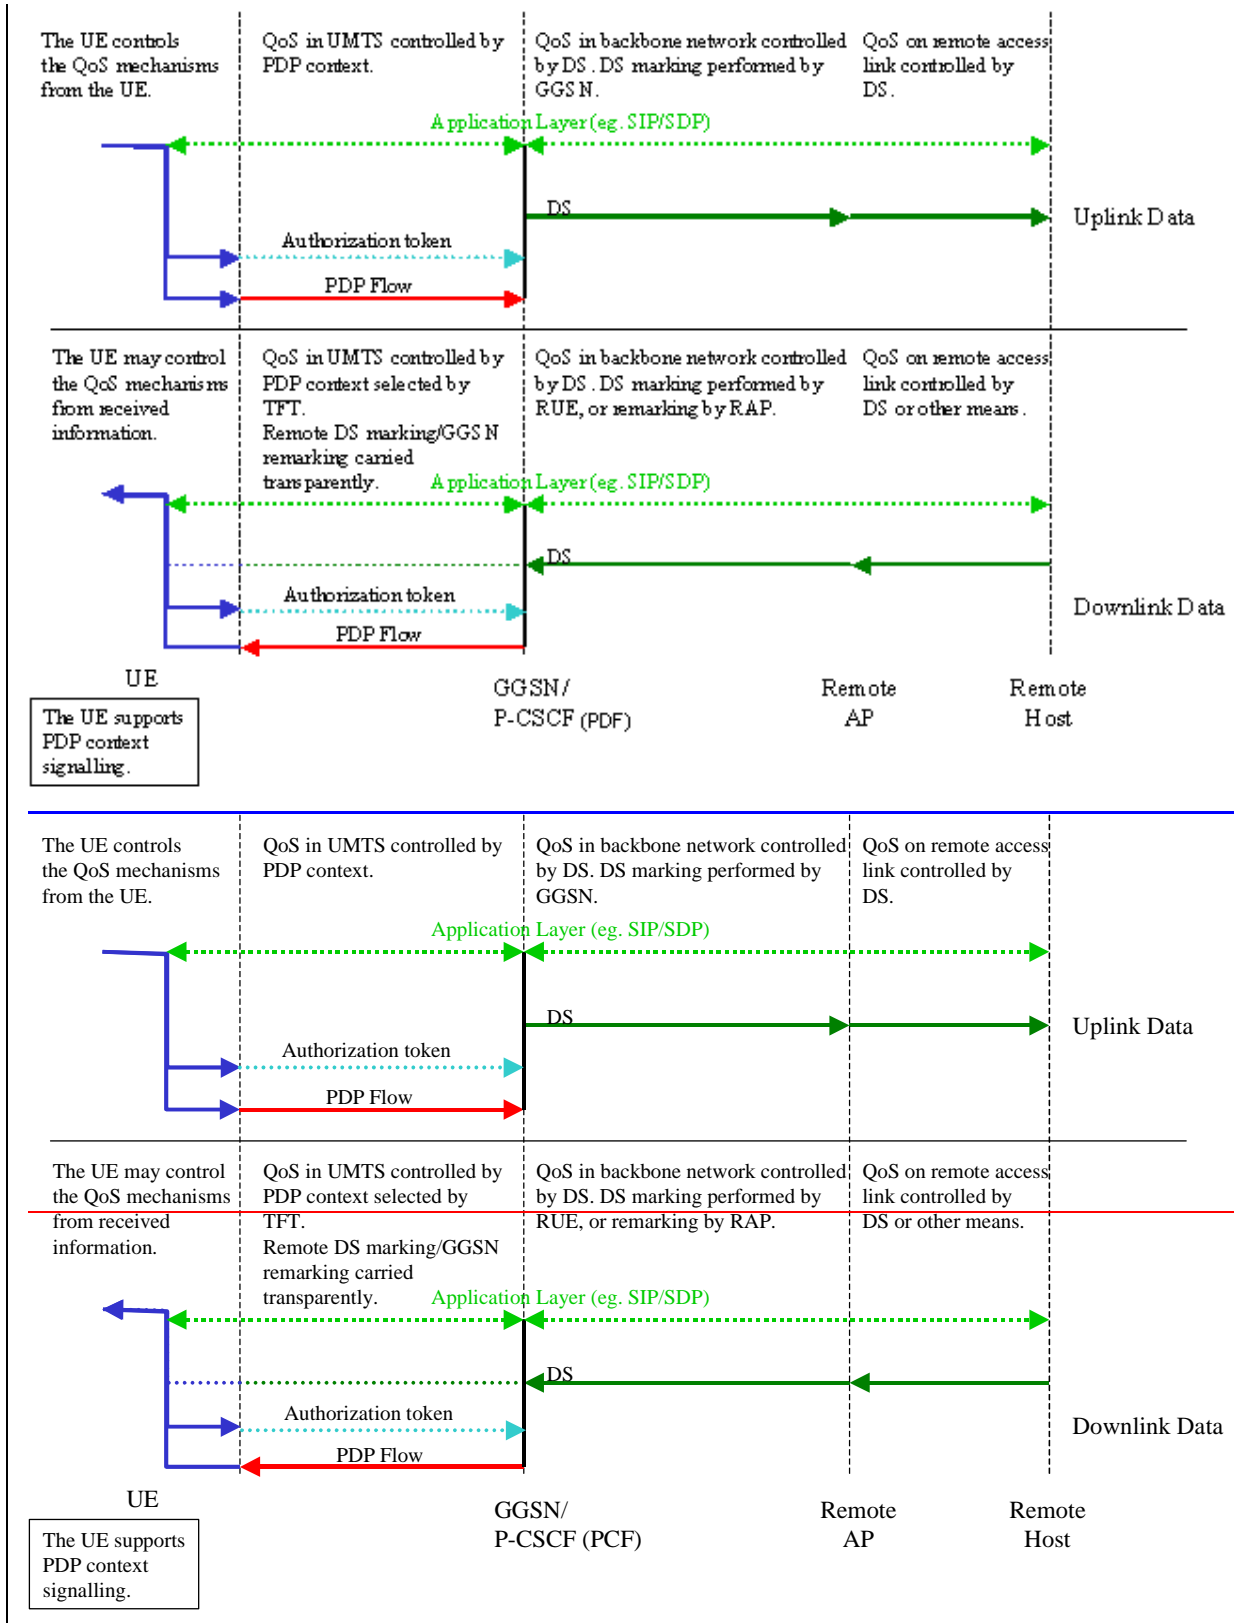 The UE controls
the QoS mechanisms
from the UE.
QoS in UMTS controlled by
PDP context.
QoS in backbone network controlled
by DS. DS marking performed by
GGSN.
QoS on remote access
link controlled by
DS.
Application Layer (eg. SIP/SDP)
DS
Uplink Data
Authorization token
PDP Flow
The UE may control
the QoS mechanisms
from received
information.
QoS in UMTS controlled by
PDP context selected by
TFT.
Remote DS marking/GGSN
remarking carried
transparently.
QoS in backbone network controlled
by DS. DS marking performed by
RUE, or remarking by RAP.
QoS on remote access
link controlled by
DS or other means.
Application Layer (eg. SIP/SDP)
DS
Authorization token
Downlink Data
PDP Flow
UE
GGSN/
P-CSCF (PDF)
Remote
AP
Remote
Host
The UE supports
PDP context
signalling.
The UE controls
the QoS mechanisms
from the UE.
QoS in UMTS controlled by
PDP context.
QoS in backbone network controlled
by DS. DS marking performed by
GGSN.
QoS on remote access
link controlled by
DS.
Application Layer (eg. SIP/SDP)
DS
Uplink Data
Authorization token
PDP Flow
The UE may control
the QoS mechanisms
from received
information.
QoS in UMTS controlled by
PDP context selected by
TFT.
Remote DS marking/GGSN
remarking carried
transparently.
QoS in backbone network controlled
by DS. DS marking performed by
RUE, or remarking by RAP.
QoS on remote access
link controlled by
DS or other means.
Application Layer (eg. SIP/SDP)
DS
Authorization token
Downlink Data
PDP Flow
UE
GGSN/
P-CSCF (PCF)
Remote
AP
Remote
Host
The UE supports
PDP context
signalling.